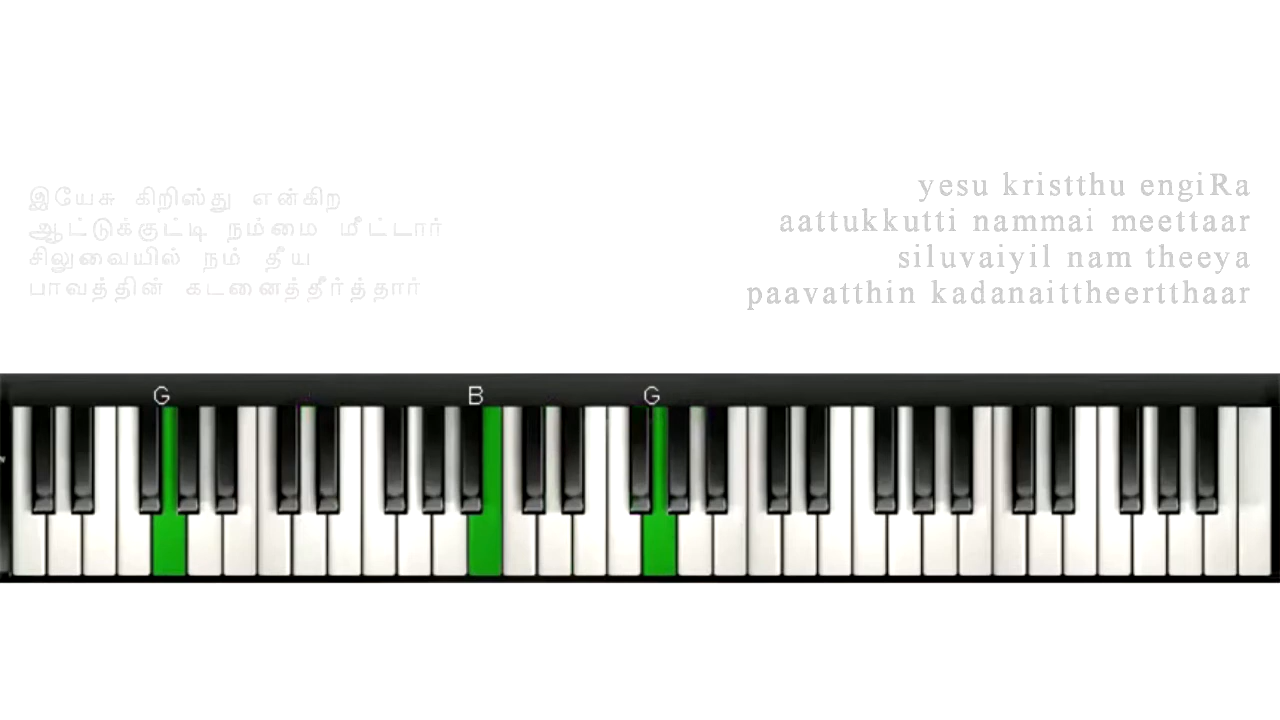 இயேசு கிறிஸ்து என்கிற
ஆட்டுக்குட்டி நம்மை மீட்டார்
சிலுவையில் நம் தீய
பாவத்தின் கடனைத்தீர்த்தார்
yesu kristthu engiRa
aattukkutti nammai meettaar
siluvaiyil nam theeya
paavatthin kadanaittheertthaar
G B G